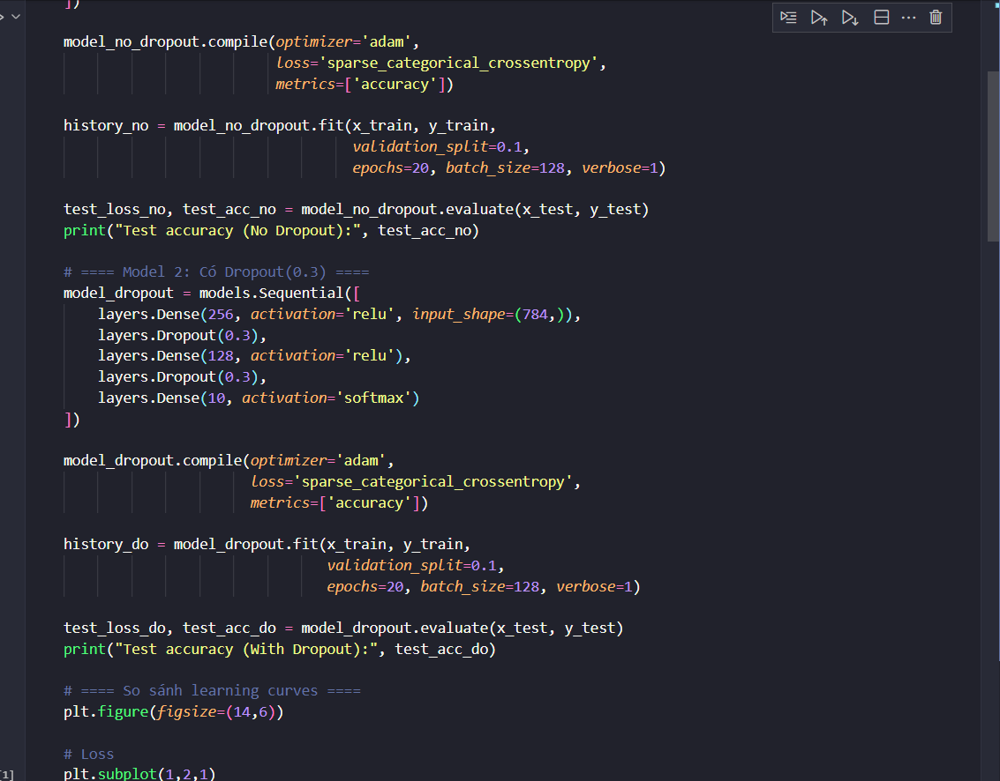 ])
model_no_dropout.compile(optimizer='adam',
                         loss='sparse_categorical_crossentropy',
                         metrics=['accuracy'])

history_no = model_no_dropout.fit(x_train, y_train,
                                  validation_split=0.1,
                                  epochs=20, batch_size=128, verbose=1)

test_loss_no, test_acc_no = model_no_dropout.evaluate(x_test, y_test)
print("Test accuracy (No Dropout):", test_acc_no)

# ==== Model 2: Có Dropout(0.3) ====
model_dropout = models.Sequential([
    layers.Dense(256, activation='relu', input_shape=(784,)),
    layers.Dropout(0.3),
    layers.Dense(128, activation='relu'),
    layers.Dropout(0.3),
    layers.Dense(10, activation='softmax')
])

model_dropout.compile(optimizer='adam',
                      loss='sparse_categorical_crossentropy',
                      metrics=['accuracy'])

history_do = model_dropout.fit(x_train, y_train,
                               validation_split=0.1,
                               epochs=20, batch_size=128, verbose=1)

test_loss_do, test_acc_do = model_dropout.evaluate(x_test, y_test)
print("Test accuracy (With Dropout):", test_acc_do)

# ==== So sánh learning curves ====
plt.figure(figsize=(14,6))

# Loss
plt.subplot(1,2,1)
[1]